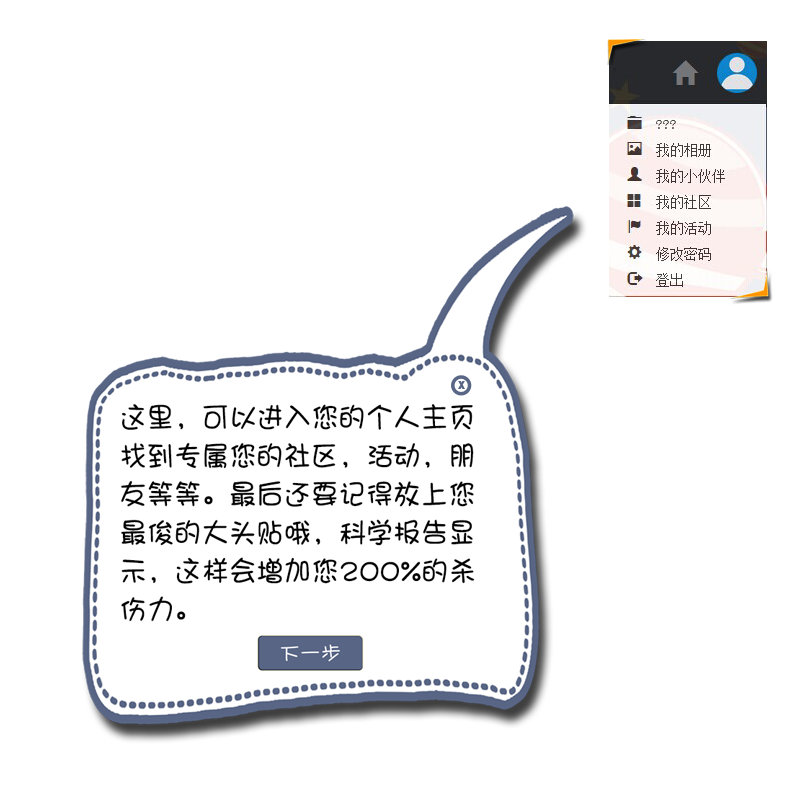 ???
我的相册
我的小伙伴
我的社区
我的活动
修改密码
登出
x
这里，可以进入您的个人主页
找到专属您的社区，活动，朋
友等等。最后还要记得放上您
最俊的大头贴哦，科学报告显
示，这样会增加您200%的杀
伤力。
下一步